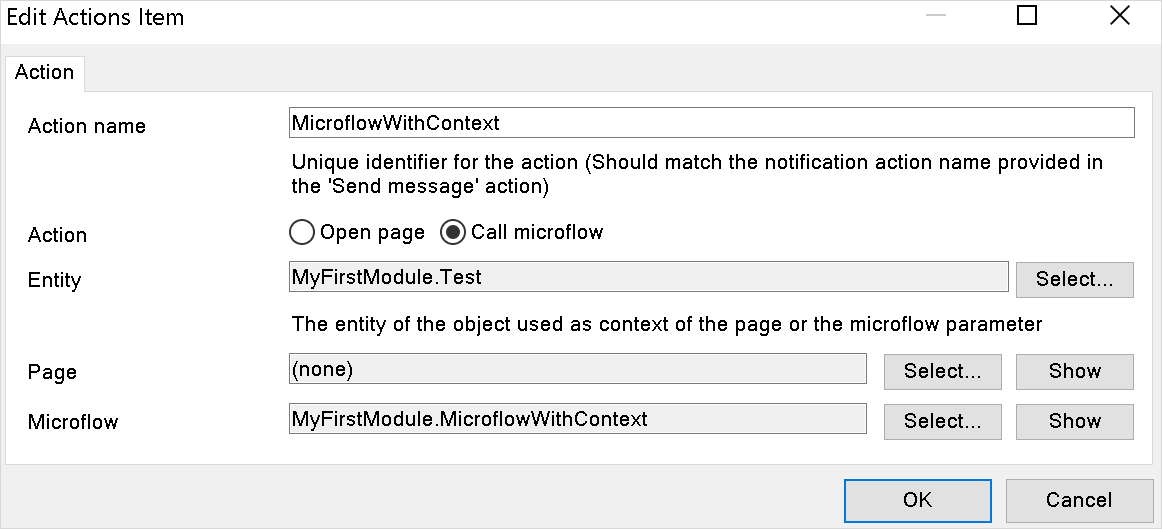 Edit Actions Item
Action
Action name MicroflowWithContext
Unique identifier for the action (Should match the notification action name provided in
the 'Send message' action)
Action Open page Call microflow
Entity MyFirstModule.Test Select...
The entity of the object used as context of the page or the microflow parameter
Page (none) Select... Show
Microflow MyFirstModule.MicroflowWithContext Select... Show
OK Cancel